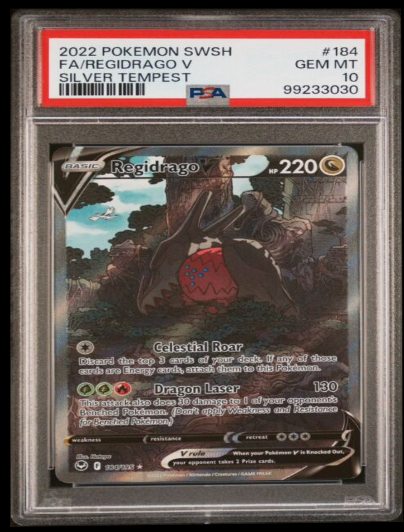 2022 POKEMON SWSH #184
FA/REGIDRAGO V GEM MT
SILVER TEMPEST 10
PSA 99233030
BASIC Regidrago V HP 220
Celestial Roar
Discard the top 3 cards of your deck. If any of those
cards are Energy cards, attach them to this Pokémon.
Dragon Laser 130
This attack also does 30 damage to 1 of your opponent's
Benched Pokémon. (Don't apply Weakness and Resistance
for Benched Pokémon.)
weakness resistance retreat
V rule When your Pokémon V is Knocked Out,
your opponent takes 2 Prize cards.
Illus.
184/195